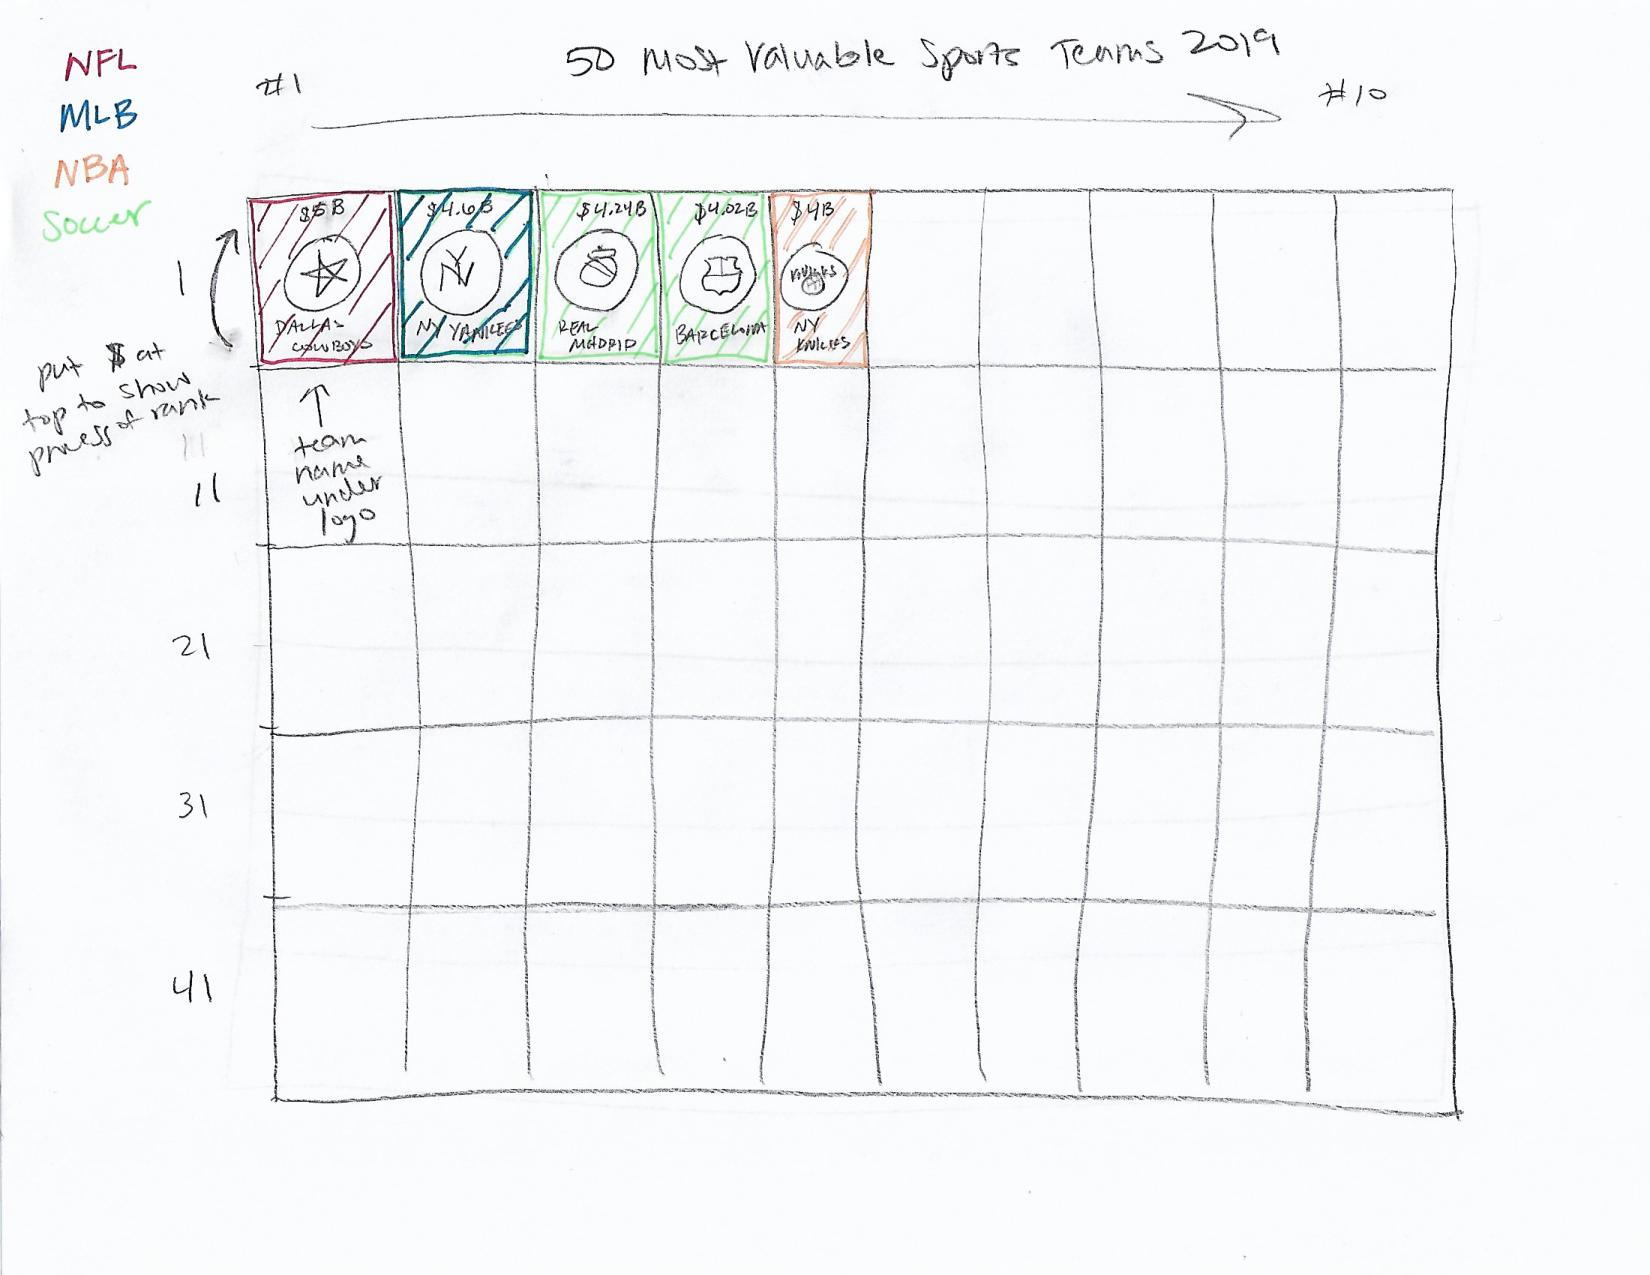 NFL
MLB
NBA
Soccer
50 Most Valuable Sports Teams 2019
#1
#10
1
$5B
DALLAS
COWBOYS
$4.6B
NY
NY YANKEES
$4.24B
REAL
MADRID
$4.02B
BARCELONA
$4B
KNICKS
NY
KNICKS
put $ at
top to show
process of rank
team
name
under
logo
11
21
31
41